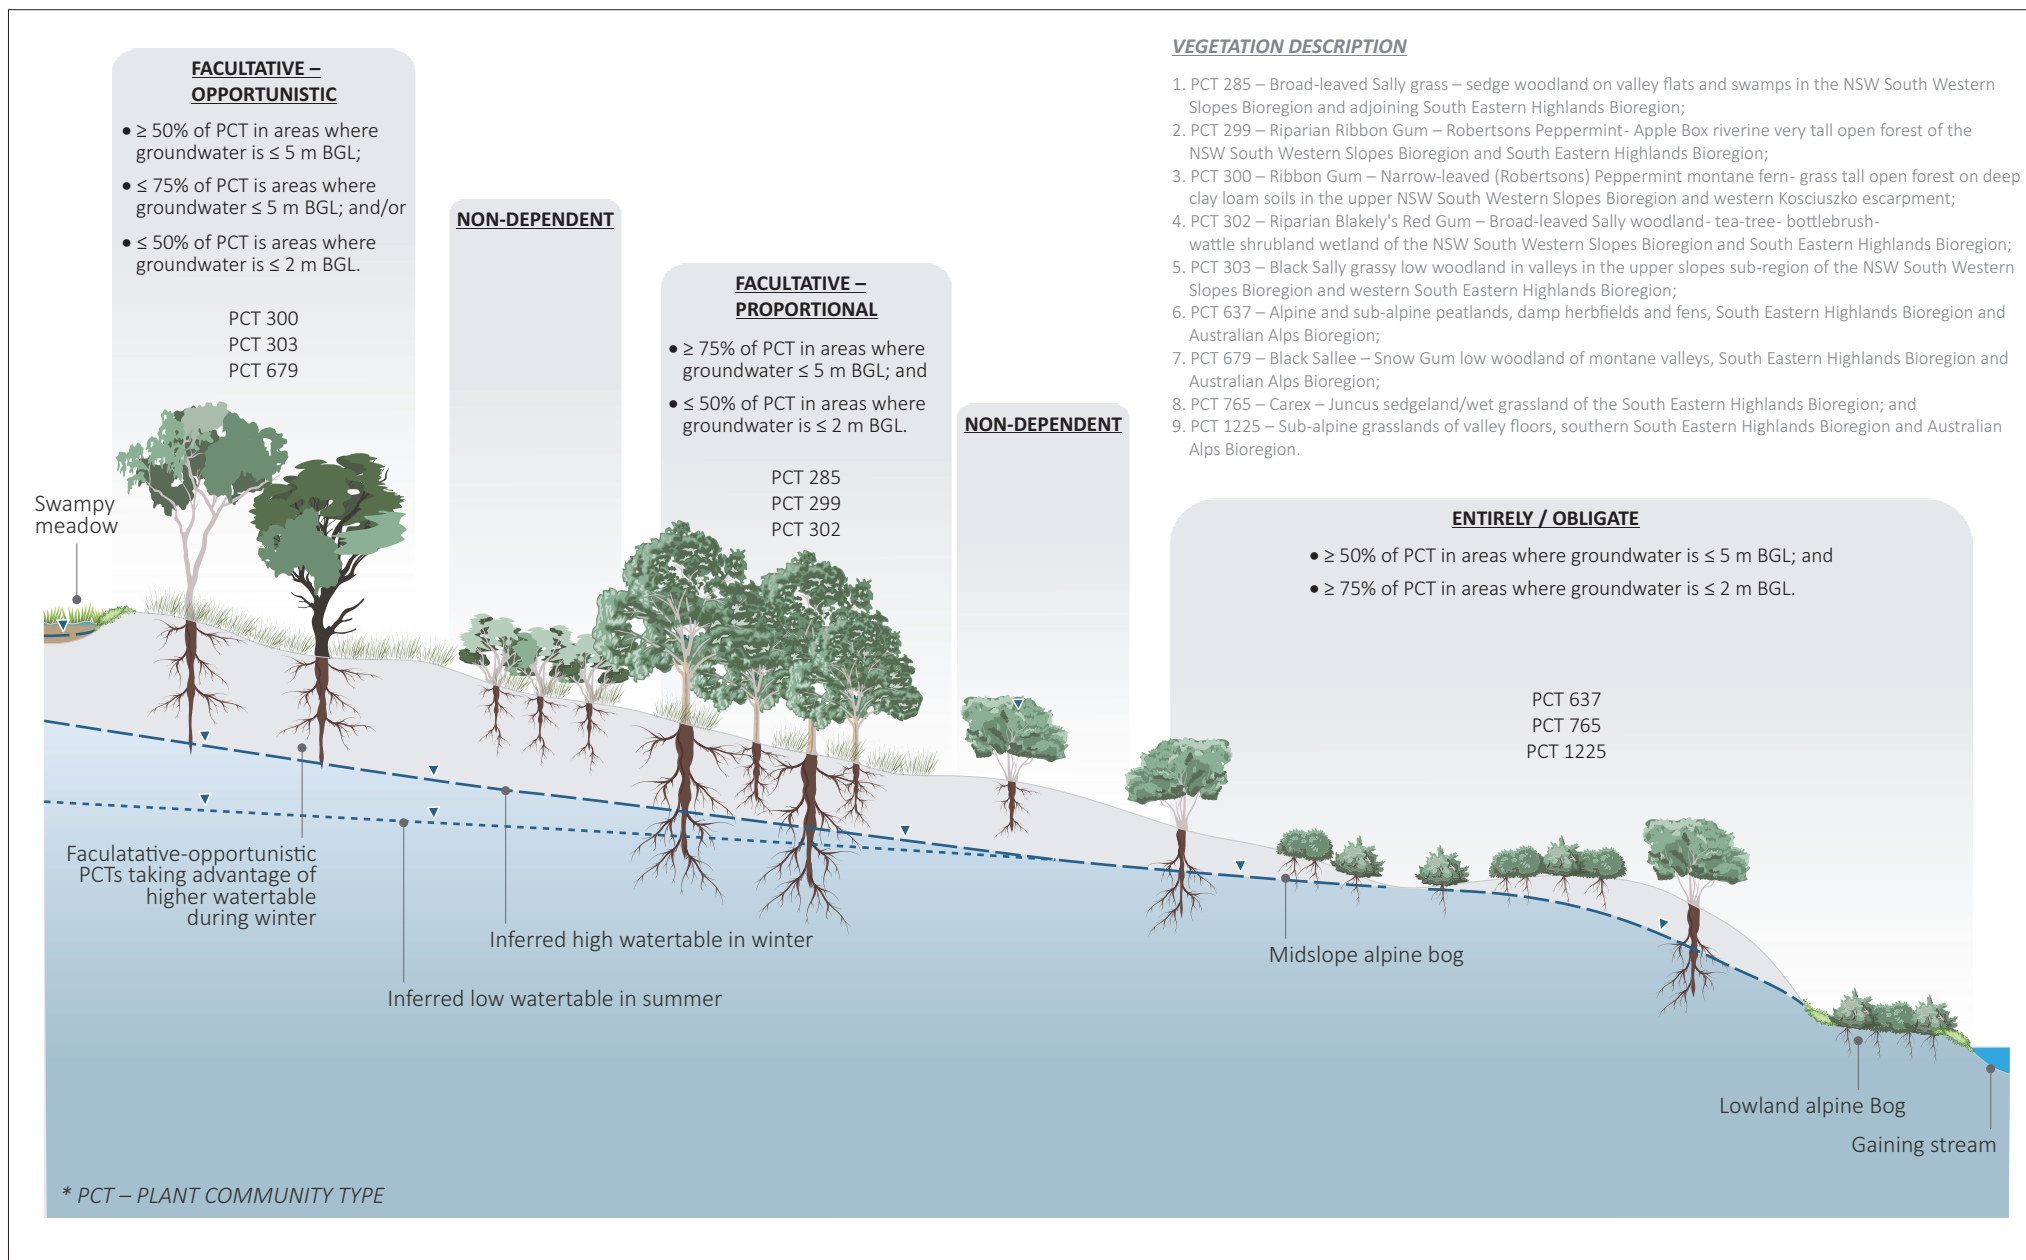 VEGETATION DESCRIPTION
1. PCT 285 – Broad-leaved Sally grass – sedge woodland on valley flats and swamps in the NSW South Western
Slopes Bioregion and adjoining South Eastern Highlands Bioregion;
2. PCT 299 – Riparian Ribbon Gum – Robertsons Peppermint- Apple Box riverine very tall open forest of the
NSW South Western Slopes Bioregion and South Eastern Highlands Bioregion;
3. PCT 300 – Ribbon Gum – Narrow-leaved (Robertsons) Peppermint montane fern- grass tall open forest on deep
clay loam soils in the upper NSW South Western Slopes Bioregion and western Kosciuszko escarpment;
4. PCT 302 – Riparian Blakely's Red Gum – Broad-leaved Sally woodland- tea-tree- bottlebrush-
wattle shrubland wetland of the NSW South Western Slopes Bioregion and South Eastern Highlands Bioregion;
5. PCT 303 – Black Sally grassy low woodland in valleys in the upper slopes sub-region of the NSW South Western
Slopes Bioregion and western South Eastern Highlands Bioregion;
6. PCT 637 – Alpine and sub-alpine peatlands, damp herbfields and fens, South Eastern Highlands Bioregion and
Australian Alps Bioregion;
7. PCT 679 – Black Sallee – Snow Gum low woodland of montane valleys, South Eastern Highlands Bioregion and
Australian Alps Bioregion;
8. PCT 765 – Carex – Juncus sedgeland/wet grassland of the South Eastern Highlands Bioregion; and
9. PCT 1225 – Sub-alpine grasslands of valley floors, southern South Eastern Highlands Bioregion and Australian
Alps Bioregion.
FACULTATIVE –
OPPORTUNISTIC
• ≥ 50% of PCT in areas where
groundwater is ≤ 5 m BGL;
• ≤ 75% of PCT is areas where
groundwater ≤ 5 m BGL; and/or
• ≤ 50% of PCT is areas where
groundwater is ≤ 2 m BGL.
PCT 300
PCT 303
PCT 679
NON-DEPENDENT
FACULTATIVE –
PROPORTIONAL
• ≥ 75% of PCT in areas where
groundwater ≤ 5 m BGL; and
• ≤ 50% of PCT in areas where
groundwater is ≤ 2 m BGL.
PCT 285
PCT 299
PCT 302
NON-DEPENDENT
ENTIRELY / OBLIGATE
• ≥ 50% of PCT in areas where groundwater is ≤ 5 m BGL; and
• ≥ 75% of PCT in areas where groundwater is ≤ 2 m BGL.
PCT 637
PCT 765
PCT 1225
Swampy
meadow
Faculatative-opportunistic
PCTs taking advantage of
higher watertable
during winter
Inferred high watertable in winter
Inferred low watertable in summer
Midslope alpine bog
Lowland alpine Bog
Gaining stream
* PCT – PLANT COMMUNITY TYPE